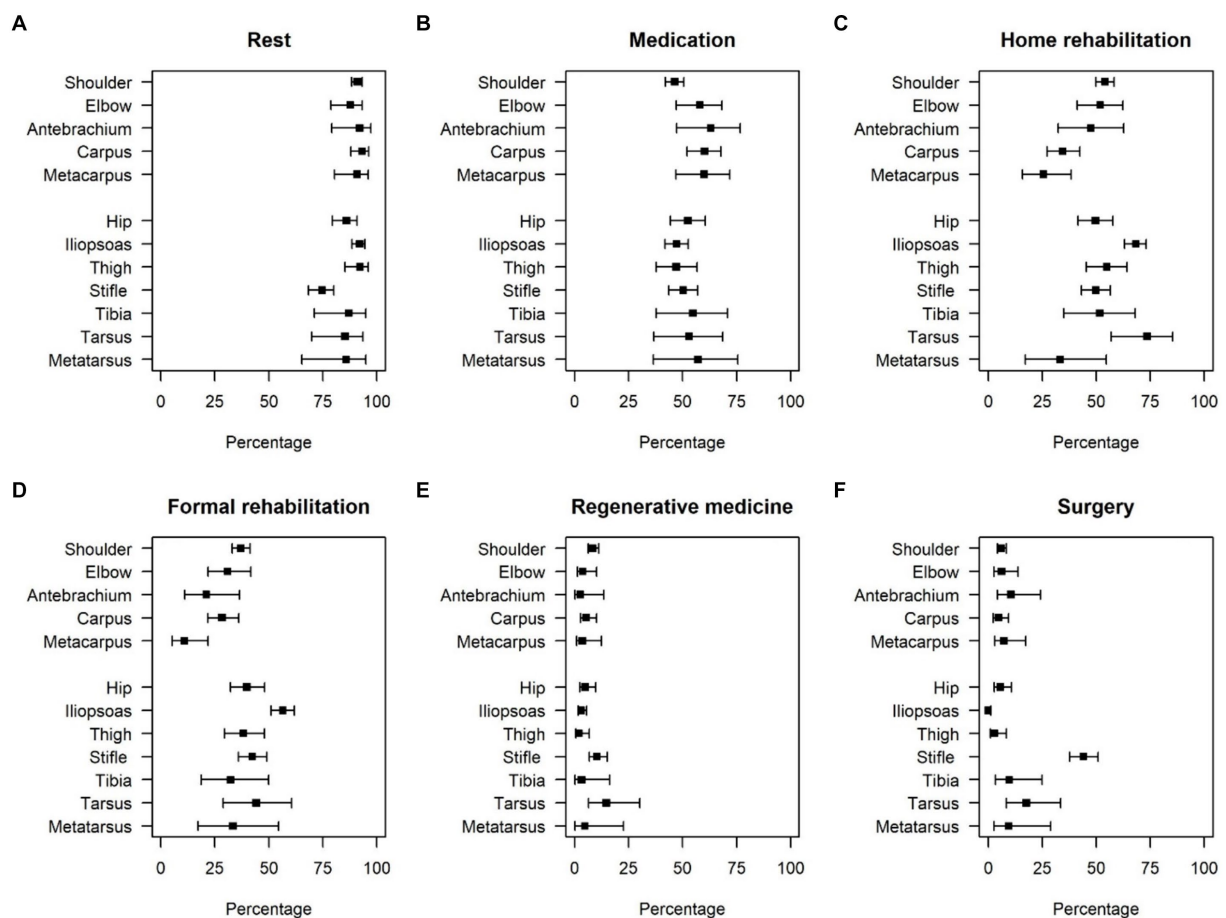 A
Rest
Shoulder
Elbow
Antebrachium
Carpus
Metacarpus
Hip
Iliopsoas
Thigh
Stifle
Tibia
Tarsus
Metatarsus
0 25 50 75 100
Percentage
B
Medication
Shoulder
Elbow
Antebrachium
Carpus
Metacarpus
Hip
Iliopsoas
Thigh
Stifle
Tibia
Tarsus
Metatarsus
0 25 50 75 100
Percentage
C
Home rehabilitation
Shoulder
Elbow
Antebrachium
Carpus
Metacarpus
Hip
Iliopsoas
Thigh
Stifle
Tibia
Tarsus
Metatarsus
0 25 50 75 100
Percentage
D
Formal rehabilitation
Shoulder
Elbow
Antebrachium
Carpus
Metacarpus
Hip
Iliopsoas
Thigh
Stifle
Tibia
Tarsus
Metatarsus
0 25 50 75 100
Percentage
E
Regenerative medicine
Shoulder
Elbow
Antebrachium
Carpus
Metacarpus
Hip
Iliopsoas
Thigh
Stifle
Tibia
Tarsus
Metatarsus
0 25 50 75 100
Percentage
F
Surgery
Shoulder
Elbow
Antebrachium
Carpus
Metacarpus
Hip
Iliopsoas
Thigh
Stifle
Tibia
Tarsus
Metatarsus
0 25 50 75 100
Percentage